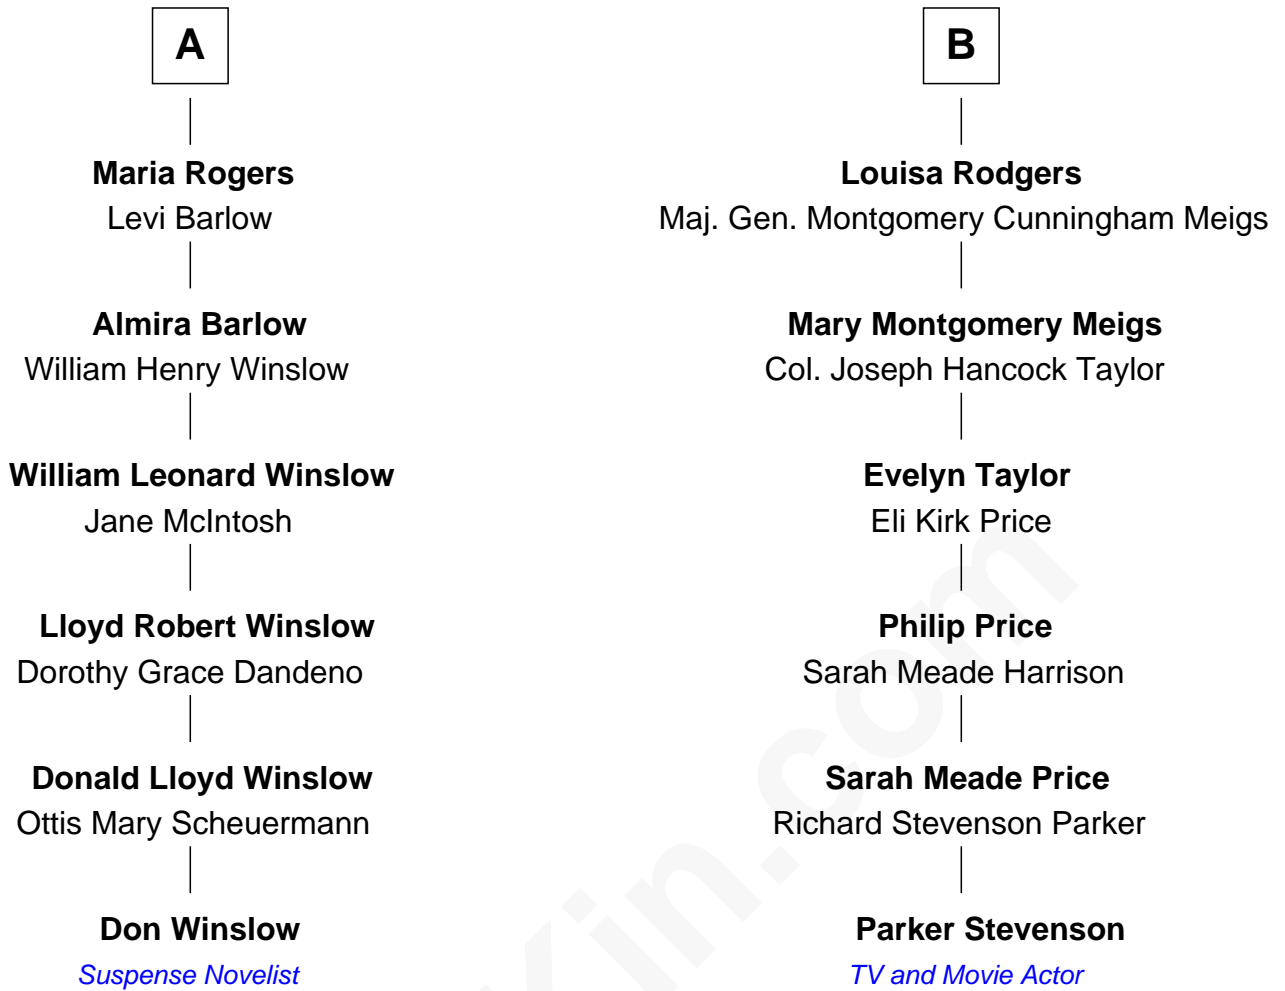 A
Maria Rogers
Levi Barlow
Almira Barlow
William Henry Winslow
William Leonard Winslow
Jane McIntosh
Lloyd Robert Winslow
Dorothy Grace Dandeno
Donald Lloyd Winslow
Ottis Mary Scheuermann
Don Winslow
Suspense Novelist
B
Louisa Rodgers
Maj. Gen. Montgomery Cunningham Meigs
Mary Montgomery Meigs
Col. Joseph Hancock Taylor
Evelyn Taylor
Eli Kirk Price
Philip Price
Sarah Meade Harrison
Sarah Meade Price
Richard Stevenson Parker
Parker Stevenson
TV and Movie Actor
Kin.com